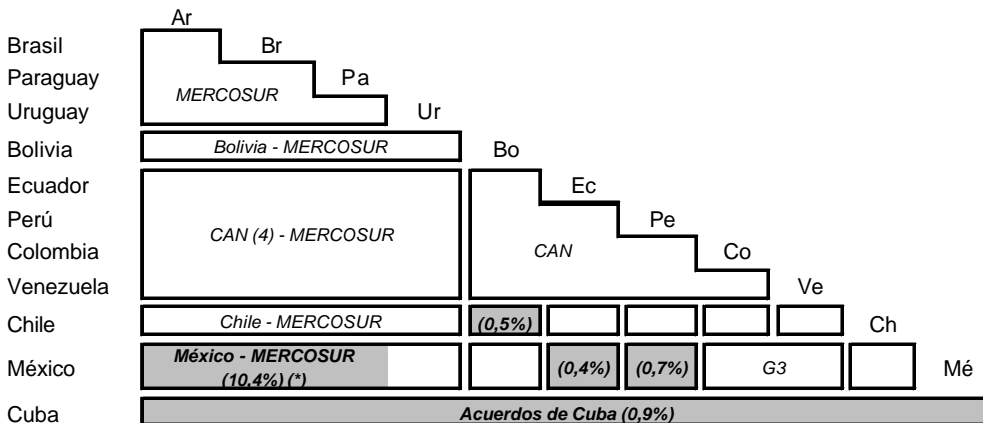 Ar
Brasil Br
Paraguay Pa
MERCOSUR
Uruguay Ur
Bolivia Bolivia - MERCOSUR Bo
Ecuador Ec
Perú Pe
CAN (4) - MERCOSUR CAN
Colombia Co
Venezuela Ve
Chile Chile - MERCOSUR (0,5%) Ch
México - MERCOSUR
México (0,4%) (0,7%) G3 Mé
(10,4%) (*)
Cuba Acuerdos de Cuba (0,9%)